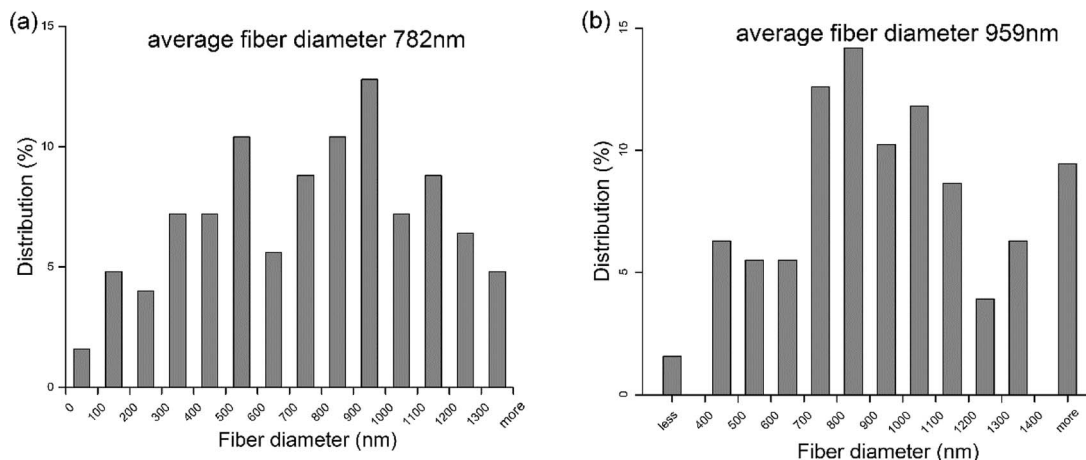 (a)
average fiber diameter 782nm
15
10
5
0
Distribution (%)
0 100 200 300 400 500 600 700 800 900 1000 1100 1200 1300 more
Fiber diameter (nm)
(b)
average fiber diameter 959nm
15
10
5
0
Distribution (%)
less 400 500 600 700 800 900 1000 1100 1200 1300 1400 more
Fiber diameter (nm)